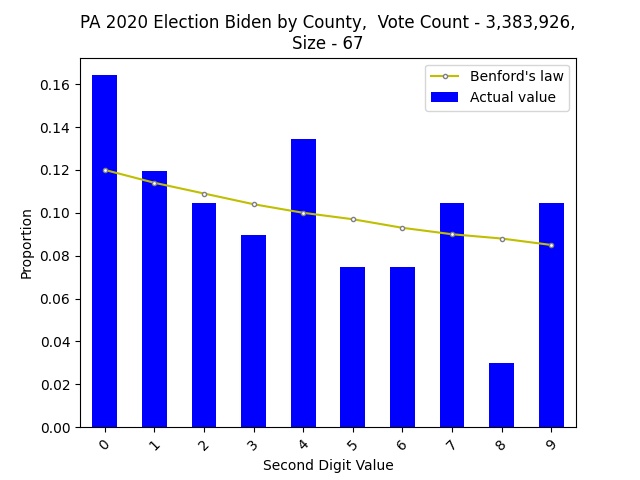 PA 2020 Election Biden by County,  Vote Count - 3,383,926,
Size - 67
Benford's law
Actual value
0.16
0.14
0.12
0.10
0.08
0.06
0.04
0.02
0.00
Proportion
0 1 2 3 4 5 6 7 8 9
Second Digit Value